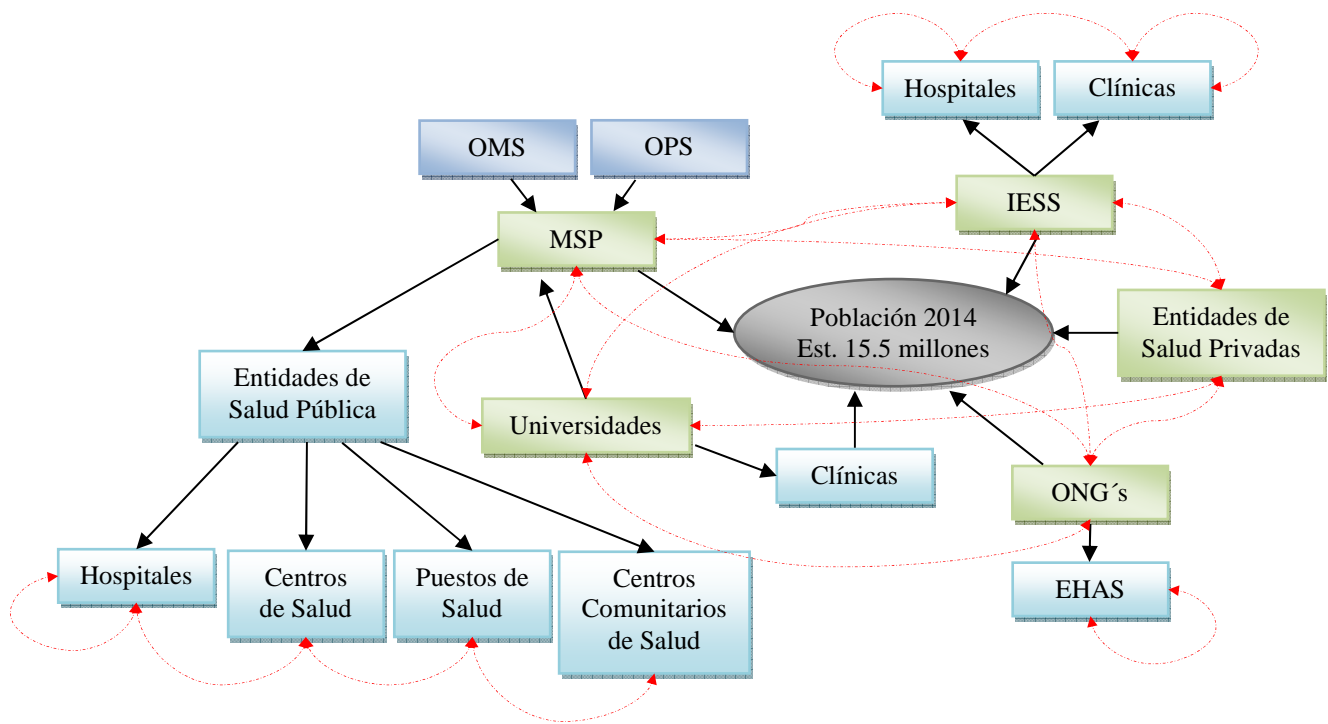 Hospitales
Clínicas
OMS
OPS
IESS
MSP
Población 2014
Est. 15.5 millones
Entidades de
Salud Privadas
Entidades de
Salud Pública
Universidades
Clínicas
ONG´s
Hospitales
Centros
de Salud
Puestos de
Salud
Centros
Comunitarios
de Salud
EHAS